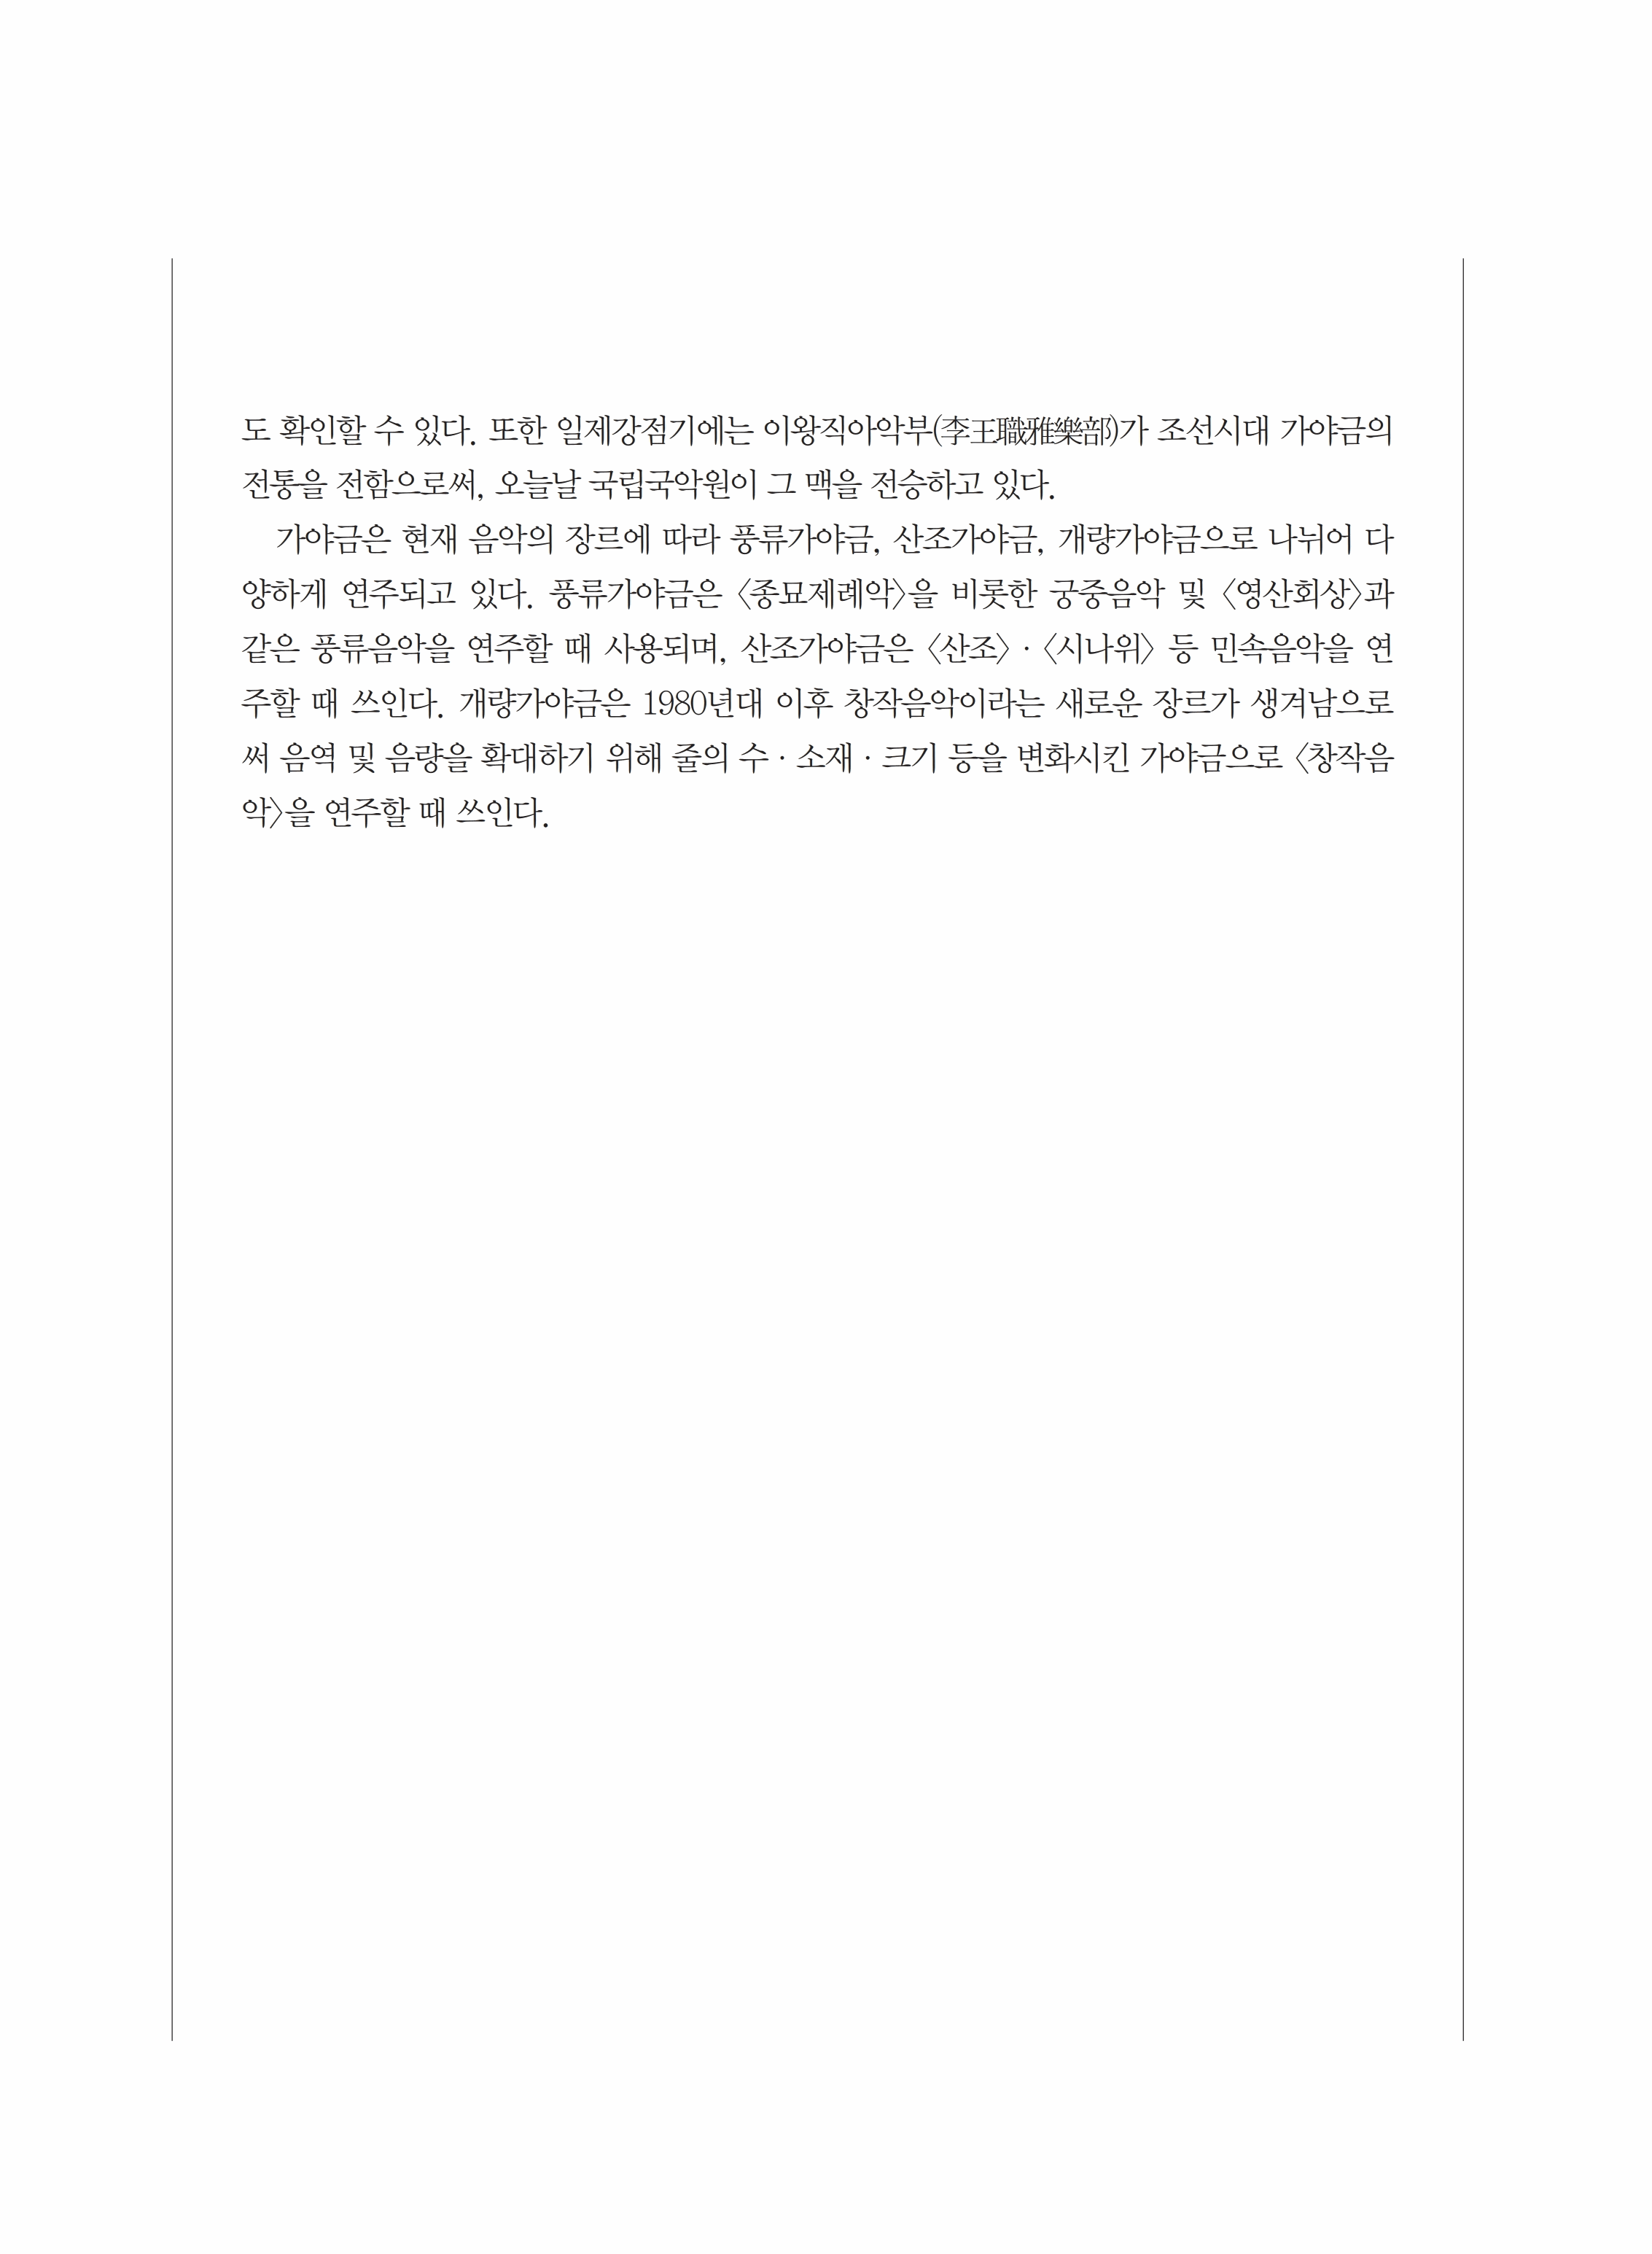 도 확인할 수 있다. 또한 일제강점기에는 이왕직아악부(李王職雅樂部)가 조선시대 가야금의
전통을 전함으로써, 오늘날 국립국악원이 그 맥을 전승하고 있다.
가야금은 현재 음악의 장르에 따라 풍류가야금, 산조가야금, 개량가야금으로 나뉘어 다
양하게 연주되고 있다. 풍류가야금은 〈종묘제례악〉을 비롯한 궁중음악 및 〈영산회상〉과
같은 풍류음악을 연주할 때 사용되며, 산조가야금은 〈산조〉·〈시나위〉 등 민속음악을 연
주할 때 쓰인다. 개량가야금은 1980년대 이후 창작음악이라는 새로운 장르가 생겨남으로
써 음역 및 음량을 확대하기 위해 줄의 수·소재·크기 등을 변화시킨 가야금으로 〈창작음
악〉을 연주할 때 쓰인다.